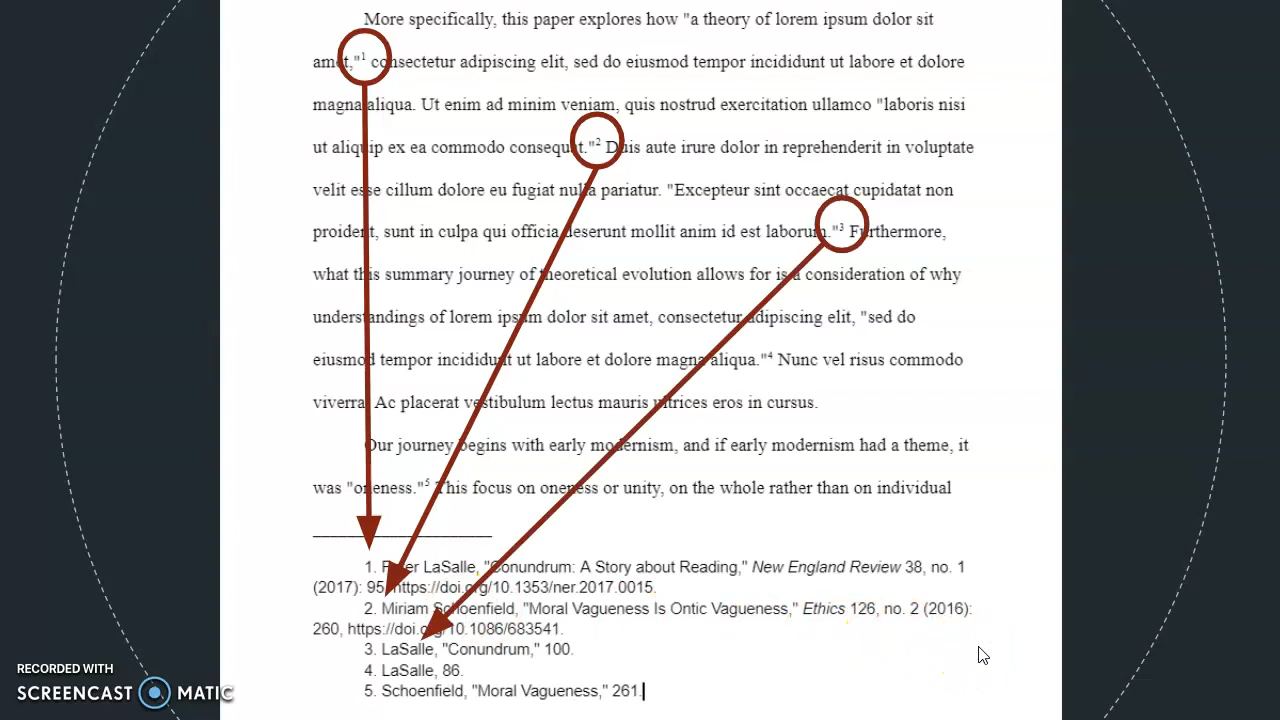 More specifically, this paper explores how "a theory of lorem ipsum dolor sit
amet,"1 consectetur adipiscing elit, sed do eiusmod tempor incididunt ut labore et dolore
magna aliqua. Ut enim ad minim veniam, quis nostrud exercitation ullamco "laboris nisi
ut aliquip ex ea commodo consequat."2 Duis aute irure dolor in reprehenderit in voluptate
velit esse cillum dolore eu fugiat nulla pariatur. "Excepteur sint occaecat cupidatat non
proident, sunt in culpa qui officia deserunt mollit anim id est laborum."3 Furthermore,
what this summary journey of theoretical evolution allows for is a consideration of why
understandings of lorem ipsum dolor sit amet, consectetur adipiscing elit, "sed do
eiusmod tempor incididunt ut labore et dolore magna aliqua."4 Nunc vel risus commodo
viverra. Ac placerat vestibulum lectus mauris ultrices eros in cursus.
Our journey begins with early modernism, and if early modernism had a theme, it
was "oneness."5 This focus on oneness or unity, on the whole rather than on individual
1. Peter LaSalle, "Conundrum: A Story about Reading," New England Review 38, no. 1
(2017): 95, https://doi.org/10.1353/ner.2017.0015.
2. Miriam Schoenfield, "Moral Vagueness Is Ontic Vagueness," Ethics 126, no. 2 (2016):
260, https://doi.org/10.1086/683541.
3. LaSalle, "Conundrum," 100.
4. LaSalle, 86.
5. Schoenfield, "Moral Vagueness," 261.
RECORDED WITH
SCREENCAST MATIC